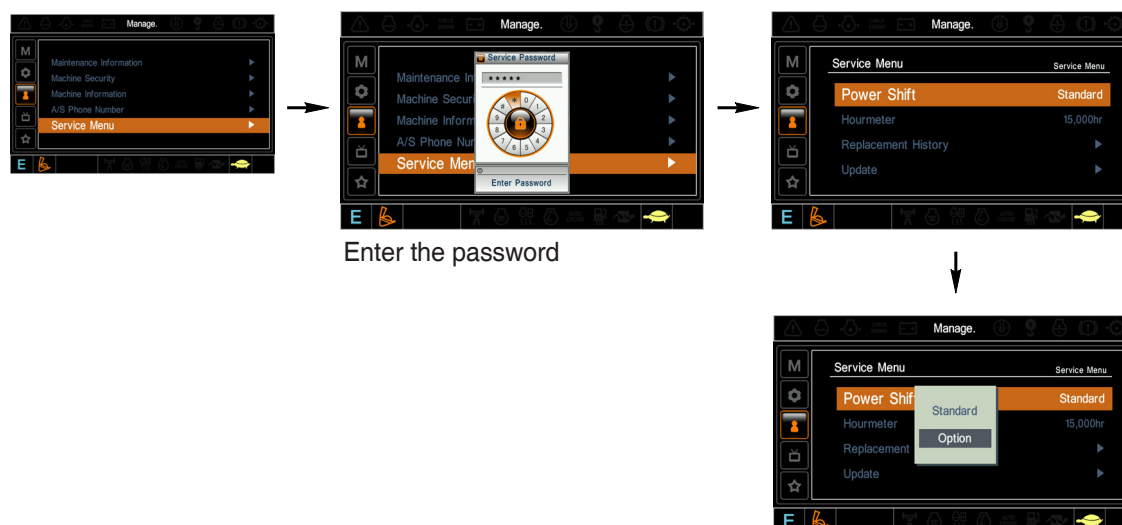 Manage.
M
Maintenance Information
Machine Security
Machine Information
A/S Phone Number
Service Menu
E
Manage.
M
Service Password
*****
Maintenance In
Machine Securi
Machine Inform
A/S Phone Nur
Service Men
* 0 1 2 3 4 5 6 7 8 9 #
Enter Password
E
Enter the password
Manage.
M
Service Menu Service Menu
Power Shift Standard
Hourmeter 15,000hr
Replacement History
Update
E
Manage.
M
Service Menu Service Menu
Power Shif Standard
Standard
Option
Hourmeter 15,000hr
Replacement
Update
E